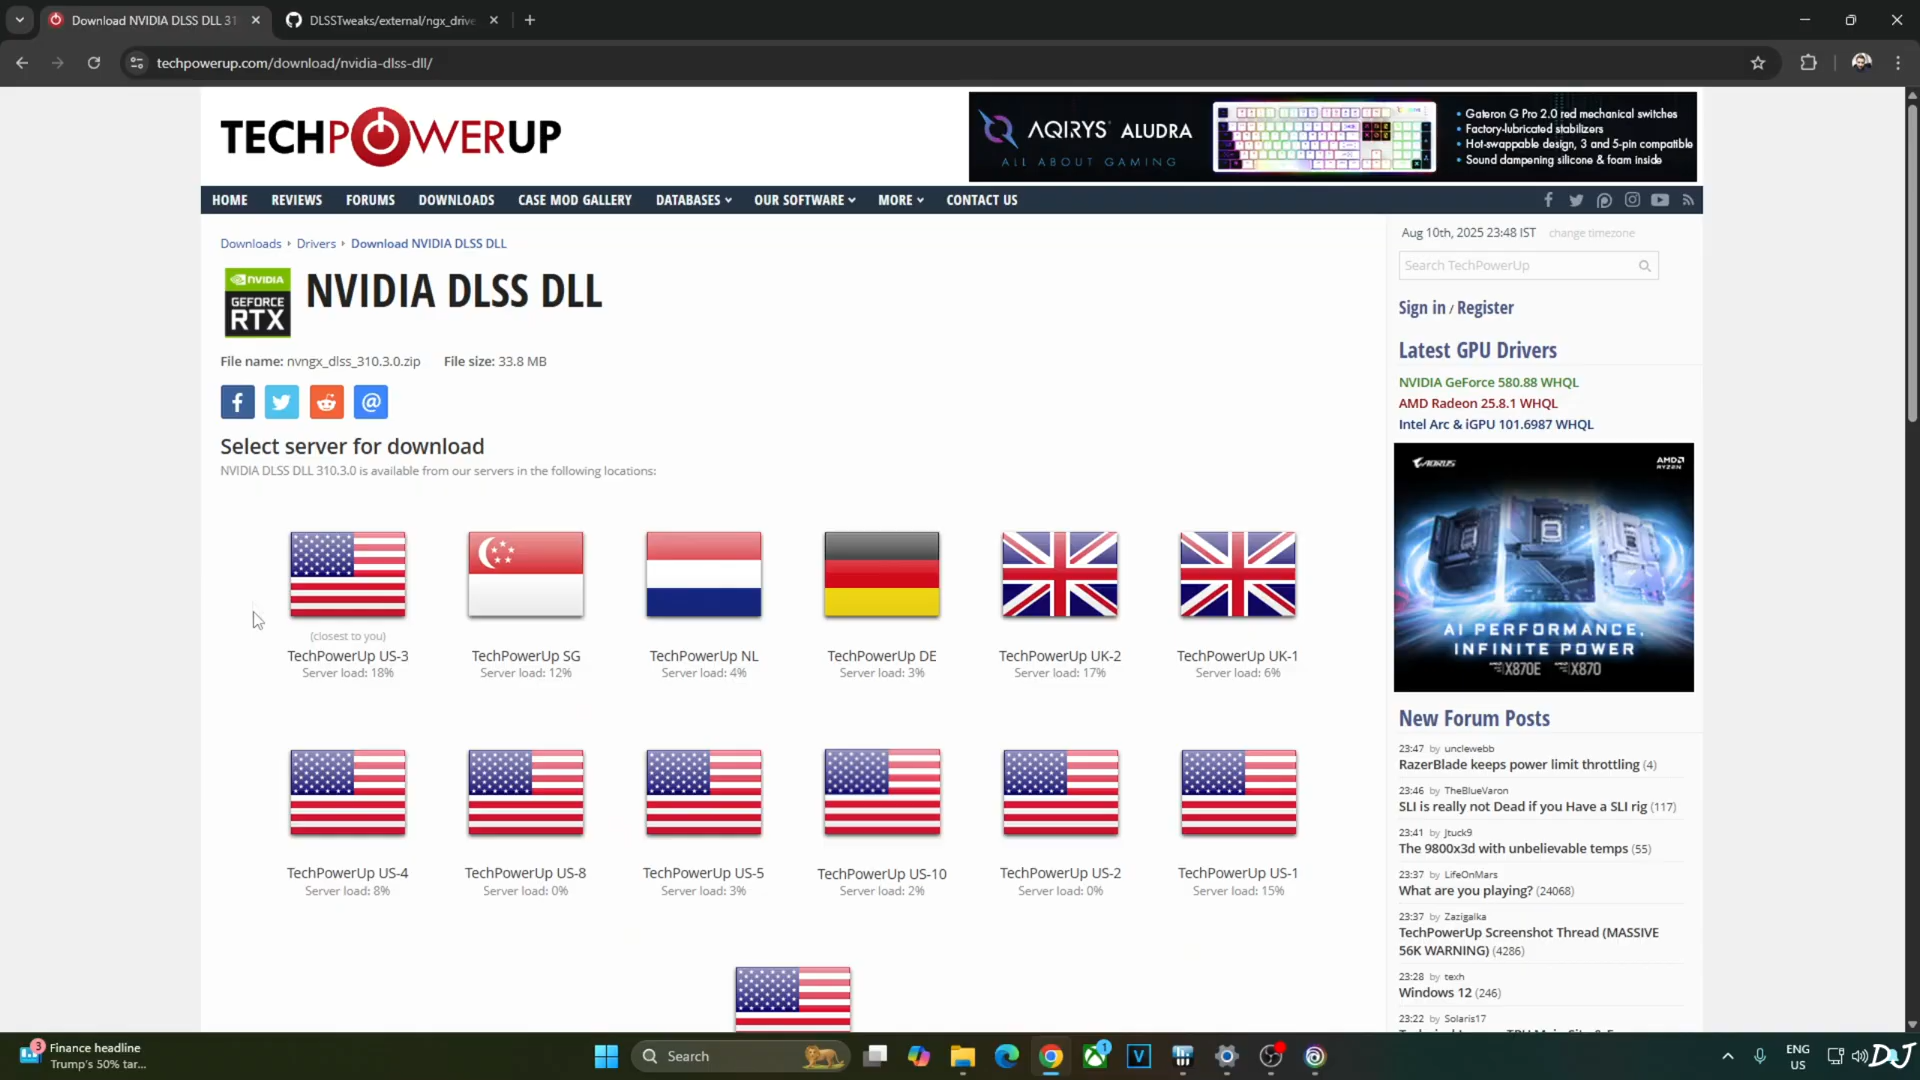 Download NVIDIA DLSS DLL 31
DLSSTweaks/external/ngx_drive
techpowerup.com/download/nvidia-dlss-dll/
TECHPOWERUP
AQIRYS ALUDRA
ALL ABOUT GAMING
• Gateron G Pro 2.0 red mechanical switches
• Factory-lubricated stabilizers
• Hot-swappable design, 3 and 5-pin compatible
• Sound dampening silicone & foam inside
HOME REVIEWS FORUMS DOWNLOADS CASE MOD GALLERY DATABASES OUR SOFTWARE MORE CONTACT US
Downloads Drivers Download NVIDIA DLSS DLL
NVIDIA
GEFORCE
RTX
NVIDIA DLSS DLL
File name: nvngx_dlss_310.3.0.zip File size: 33.8 MB
Select server for download
NVIDIA DLSS DLL 310.3.0 is available from our servers in the following locations:
(closest to you)
TechPowerUp US-3
Server load: 18%
TechPowerUp SG
Server load: 12%
TechPowerUp NL
Server load: 4%
TechPowerUp DE
Server load: 3%
TechPowerUp UK-2
Server load: 17%
TechPowerUp UK-1
Server load: 6%
TechPowerUp US-4
Server load: 8%
TechPowerUp US-8
Server load: 0%
TechPowerUp US-5
Server load: 3%
TechPowerUp US-10
Server load: 2%
TechPowerUp US-2
Server load: 0%
TechPowerUp US-1
Server load: 15%
Aug 10th, 2025 23:48 IST change timezone
Search TechPowerUp
Sign in / Register
Latest GPU Drivers
NVIDIA GeForce 580.88 WHQL
AMD Radeon 25.8.1 WHQL
Intel Arc & iGPU 101.6987 WHQL
AORUS
AMD
RYZEN
AI PERFORMANCE,
INFINITE POWER
X870E X870
New Forum Posts
23:47 by unclewebb
RazerBlade keeps power limit throttling (4)
23:46 by TheBlueVaron
SLI is really not Dead if you Have a SLI rig (117)
23:41 by Jtuck9
The 9800x3d with unbelievable temps (55)
23:37 by LifeOnMars
What are you playing? (24068)
23:37 by Zazigalka
TechPowerUp Screenshot Thread (MASSIVE
56K WARNING) (4286)
23:28 by texh
Windows 12 (246)
23:22 by Solaris17
3
Finance headline
Trump's 50% tar...
Search
1
V
ENG
US
DJ